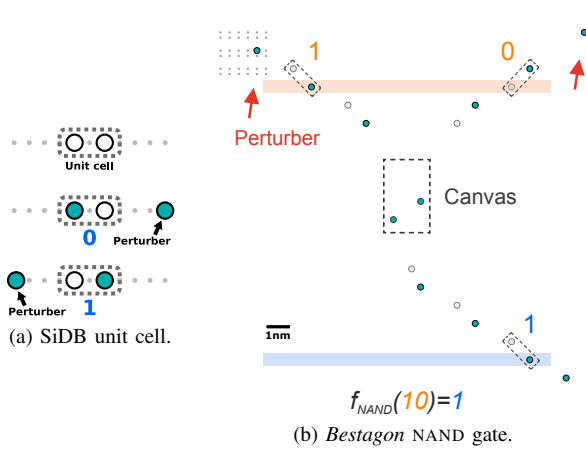 Unit cell
0
Perturber
Perturber
1
(a) SiDB unit cell.
1
0
Perturber
Canvas
1nm
1
fNAND(10)=1
(b) Bestagon NAND gate.